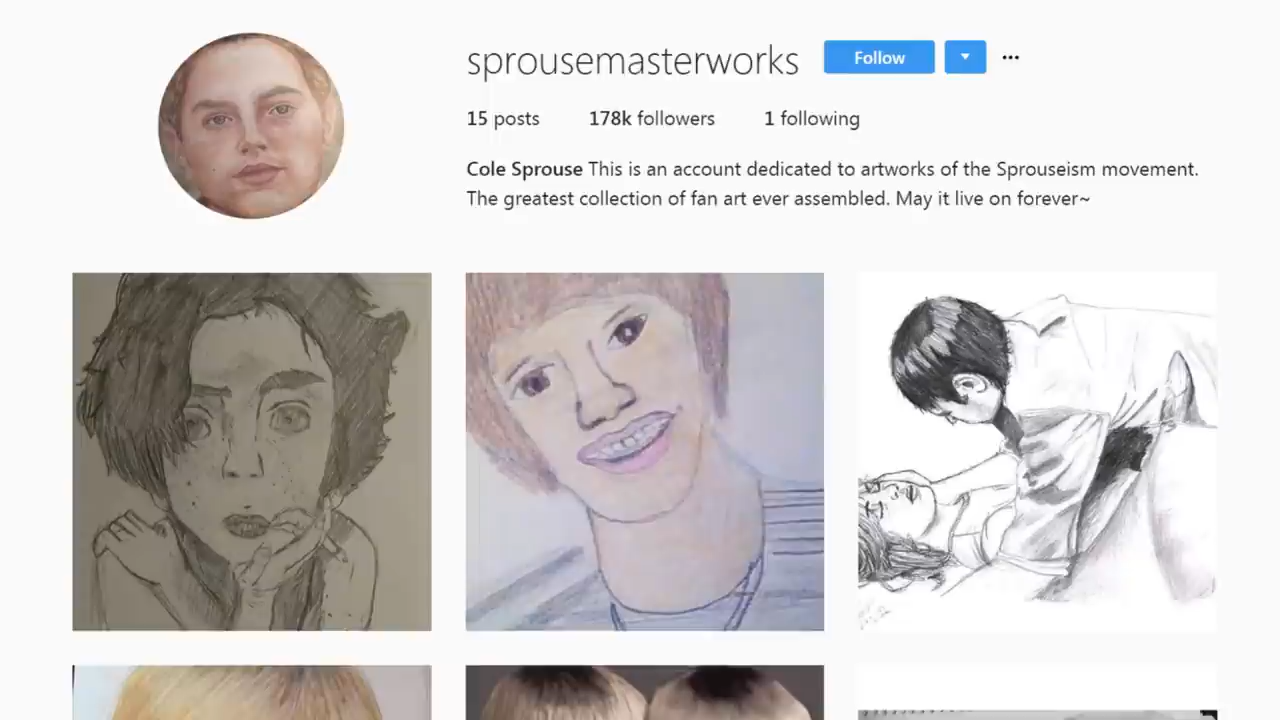 sprousemasterworks Follow
15 posts 178k followers 1 following
Cole Sprouse This is an account dedicated to artworks of the Sprouseism movement.
The greatest collection of fan art ever assembled. May it live on forever~